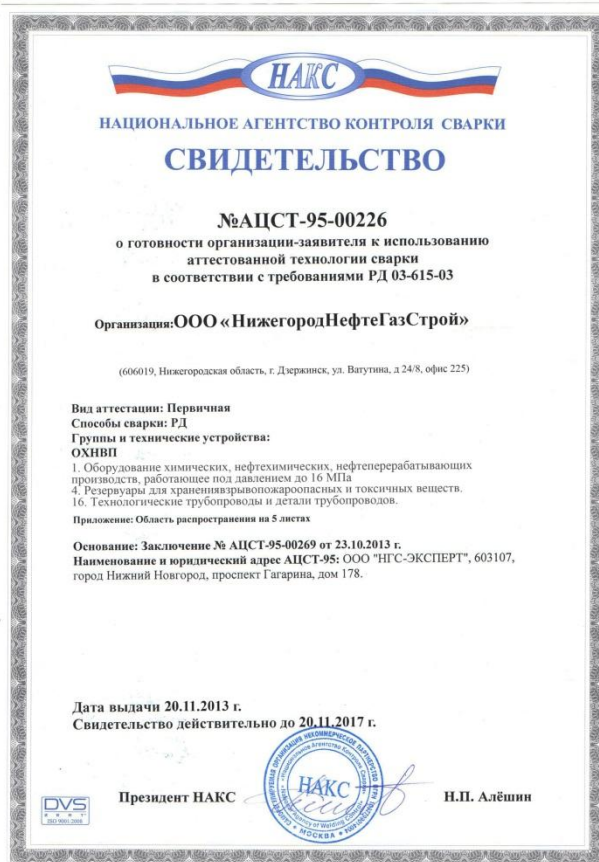 НАКС
НАЦИОНАЛЬНОЕ АГЕНТСТВО КОНТРОЛЯ СВАРКИ
СВИДЕТЕЛЬСТВО
№АЦСТ-95-00226
о готовности организации-заявителя к использованию
аттестованной технологии сварки
в соответствии с требованиями РД 03-615-03
Организация:ООО «НижегородНефтеГазСтрой»
(606019, Нижегородская область, г. Дзержинск, ул. Ватутина, д 24/8, офис 225)
Вид аттестации: Первичная
Способы сварки: РД
Группы и технические устройства:
ОХНВП
1. Оборудование химических, нефтехимических, нефтеперерабатывающих
производств, работающее под давлением до 16 МПа
4. Резервуары для хранениявзрывопожароопасных и токсичных веществ.
16. Технологические трубопроводы и детали трубопроводов.
Приложение: Область распространения на 5 листах
Основание: Заключение № АЦСТ-95-00269 от 23.10.2013 г.
Наименование и юридический адрес АЦСТ-95: ООО "НГС-ЭКСПЕРТ", 603107,
город Нижний Новгород, проспект Гагарина, дом 178.
Дата выдачи 20.11.2013 г.
Свидетельство действительно до 20.11.2017 г.
Президент НАКС
НАКС
МОСКВА
Н.П. Алёшин
DVS
ISO 9001:2008